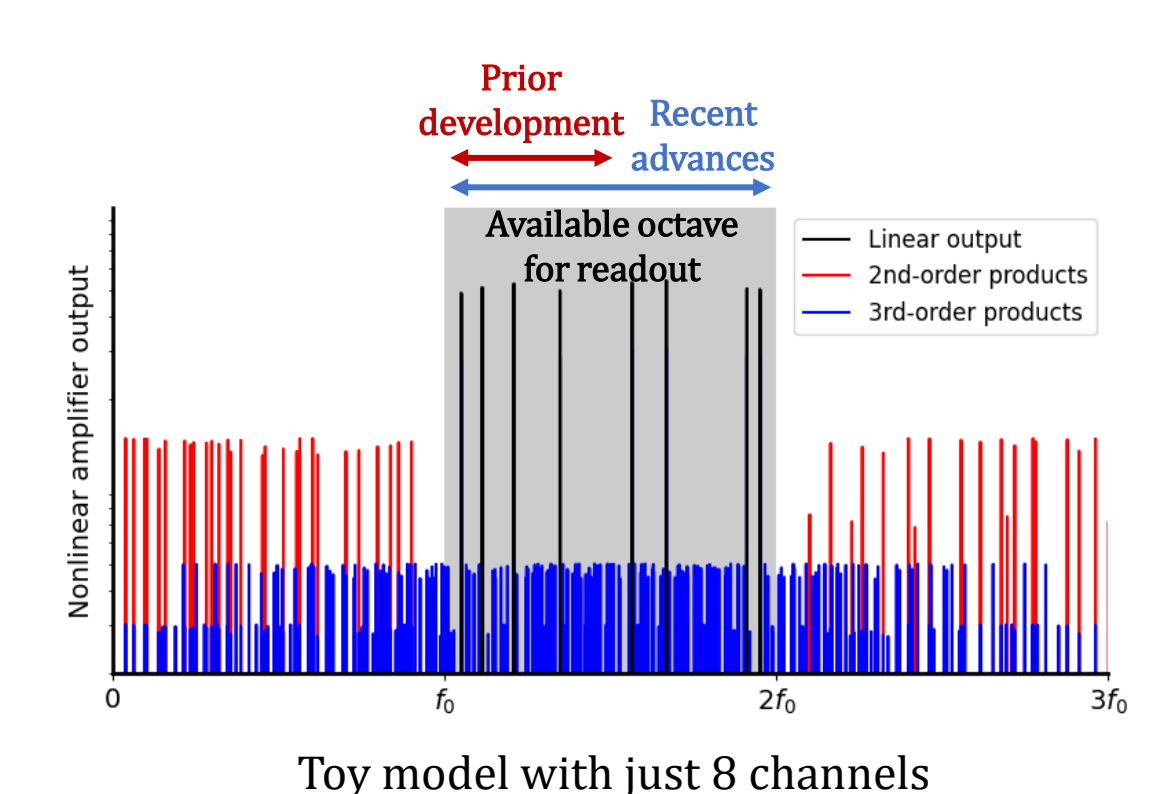 Prior
development
Recent
advances
Available octave
for readout
Linear output
2nd-order products
3rd-order products
Nonlinear amplifier output
0
f₀
2f₀
3f₀
Toy model with just 8 channels